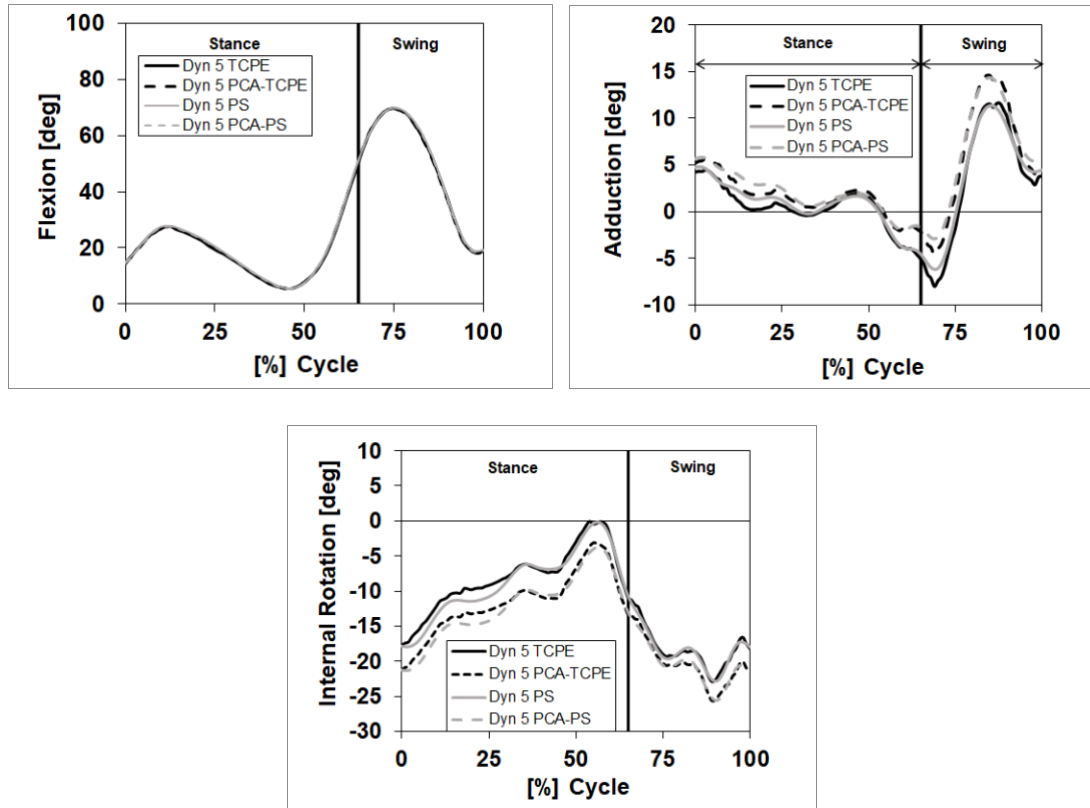 Stance Swing
Dyn 5 TCPE
Dyn 5 PCA-TCPE
Dyn 5 PS
Dyn 5 PCA-PS
Flexion [deg]
100
80
60
40
20
0
0 25 50 75 100
[%] Cycle
Stance Swing
Dyn 5 TCPE
Dyn 5 PCA-TCPE
Dyn 5 PS
Dyn 5 PCA-PS
Adduction [deg]
20
15
10
5
0
-5
-10
0 25 50 75 100
[%] Cycle
Stance Swing
Internal Rotation [deg]
10
5
0
-5
-10
-15
-20
-25
-30
Dyn 5 TCPE
Dyn 5 PCA-TCPE
Dyn 5 PS
Dyn 5 PCA-PS
0 25 50 75 100
[%] Cycle